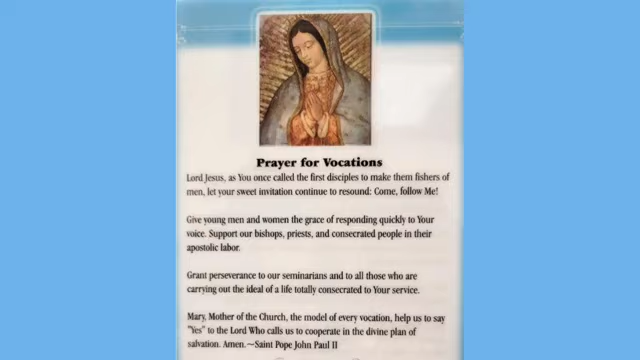 Prayer for Vocations
Lord Jesus, as You once called the first disciples to make them fishers of
men, let your sweet invitation continue to resound: Come, follow Me!
Give young men and women the grace of responding quickly to Your
voice. Support our bishops, priests, and consecrated people in their
apostolic labor.
Grant perseverance to our seminarians and to all those who are
carrying out the ideal of a life totally consecrated to Your service.
Mary, Mother of the Church, the model of every vocation, help us to say
"Yes" to the Lord Who calls us to cooperate in the divine plan of
salvation. Amen.~Saint Pope John Paul II